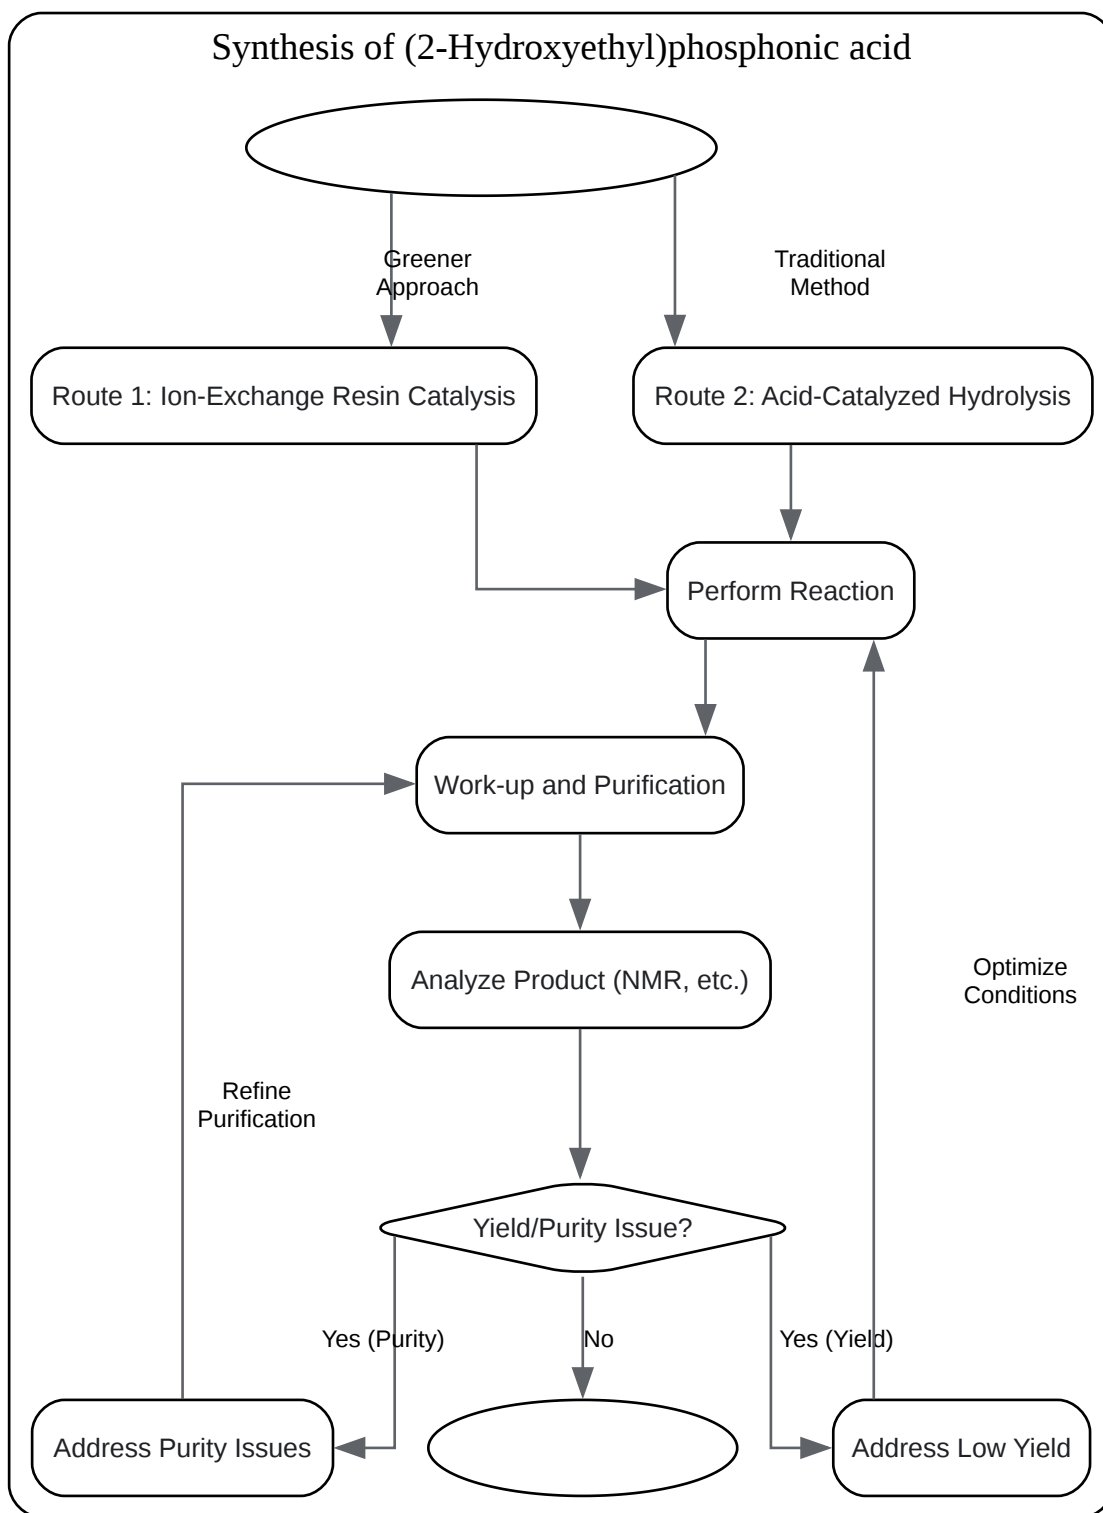 Synthesis of (2-Hydroxyethyl)phosphonic acid
Greener
Approach
Traditional
Method
Route 1: Ion-Exchange Resin Catalysis
Route 2: Acid-Catalyzed Hydrolysis
Perform Reaction
Work-up and Purification
Analyze Product (NMR, etc.)
Optimize
Conditions
Refine
Purification
Yield/Purity Issue?
Yes (Purity)
No
Yes (Yield)
Address Purity Issues
Address Low Yield